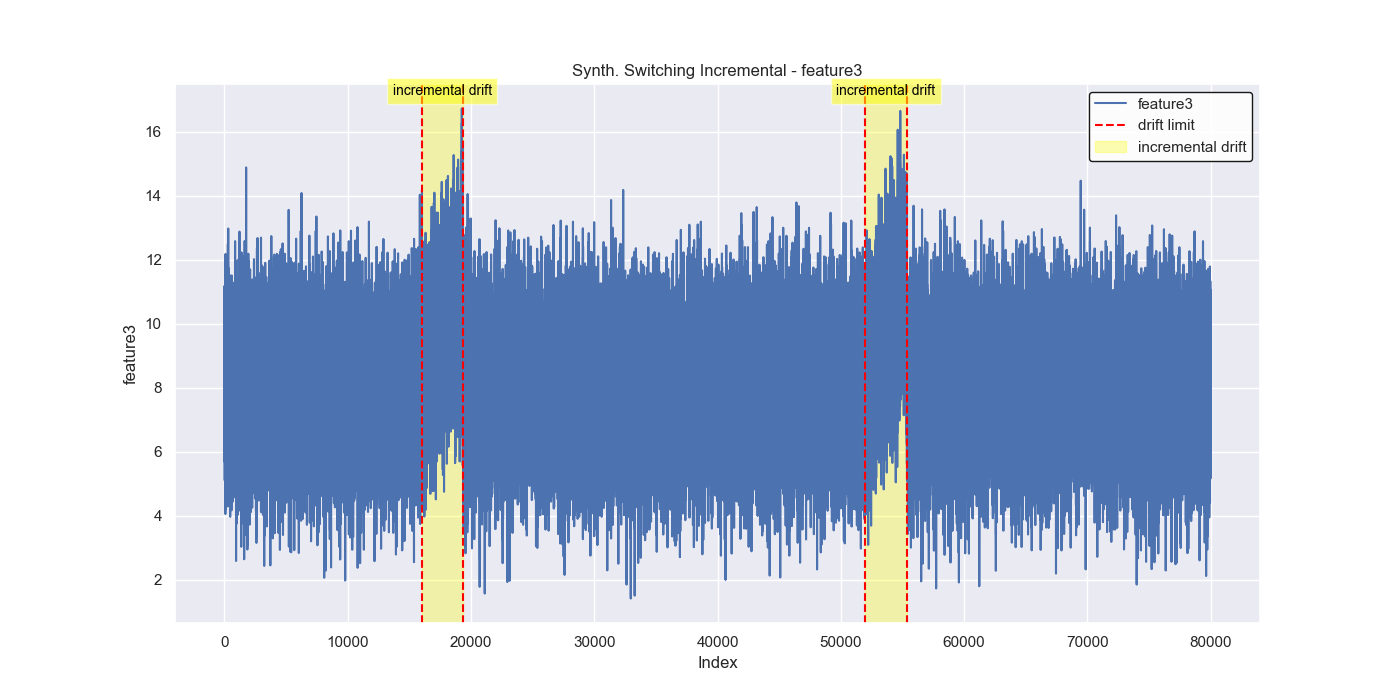 Synth. Switching Incremental - feature3
incremental drift
incremental drift
feature3
drift limit
incremental drift
16
14
12
10
8
6
4
2
feature3
0
10000
20000
30000
40000
50000
60000
70000
80000
Index